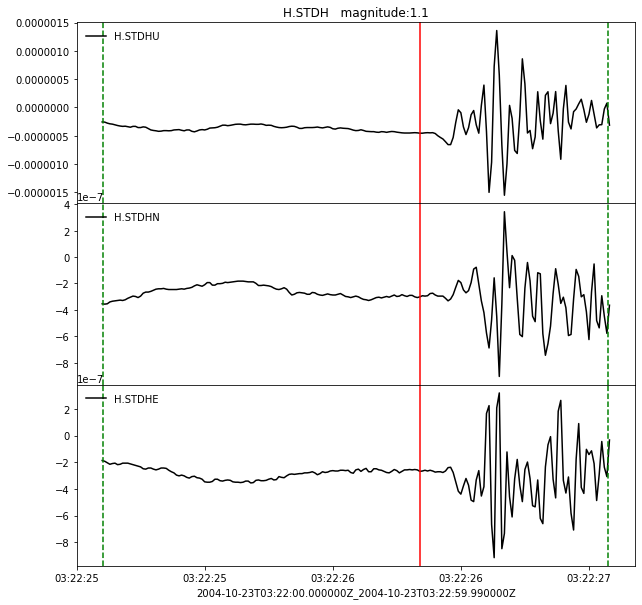 H.STDH   magnitude:1.1
0.0000015
0.0000010
0.0000005
0.0000000
−0.0000005
−0.0000010
−0.0000015
H.STDHU
1e−7
4
2
0
−2
−4
−6
−8
H.STDHN
1e−7
2
0
−2
−4
−6
−8
H.STDHE
03:22:25 03:22:25 03:22:26 03:22:26 03:22:27
2004-10-23T03:22:00.000000Z_2004-10-23T03:22:59.990000Z